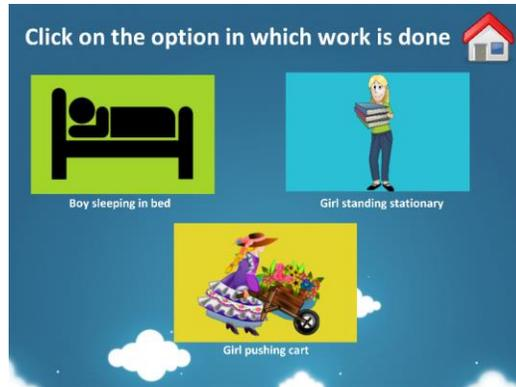 Click on the option in which work is done
Boy sleeping in bed
Girl standing stationary
Girl pushing cart